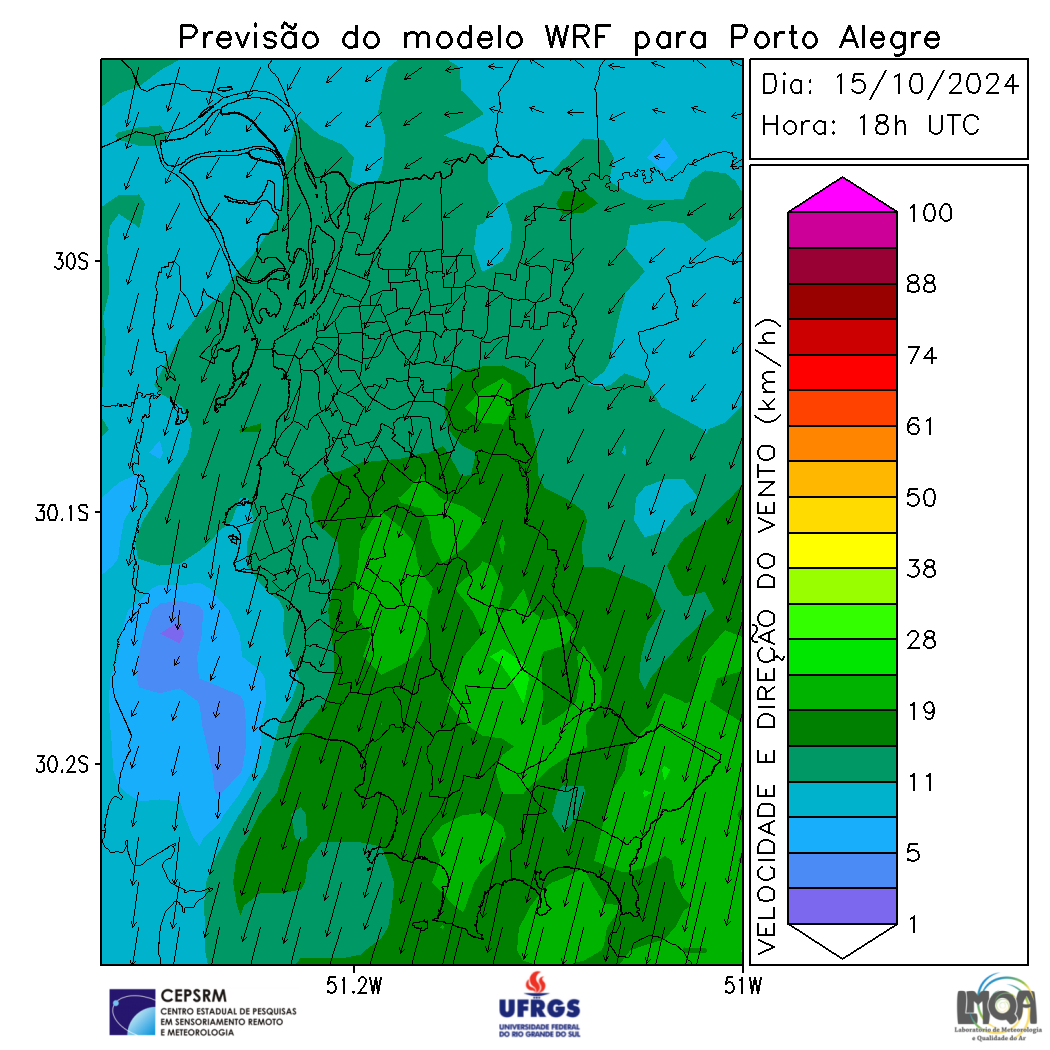 Previsão do modelo WRF para Porto Alegre
Dia: 15/10/2024
Hora: 18h UTC
30S
30.1S
30.2S
51.2W
51W
VELOCIDADE E DIREÇÃO DO VENTO (km/h)
100
88
74
61
50
38
28
19
11
5
1
CEPSRM
CENTRO ESTADUAL DE PESQUISAS
EM SENSORIAMENTO REMOTO
E METEOROLOGIA
UFRGS
UNIVERSIDADE FEDERAL
DO RIO GRANDE DO SUL
LMQA
Laboratório de Meteorologia
e Qualidade do Ar